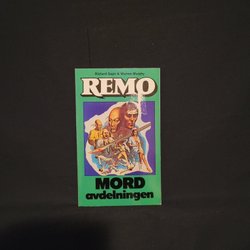 Richard Sapir & Warren Murphy
REMO
MORD
avdelningen